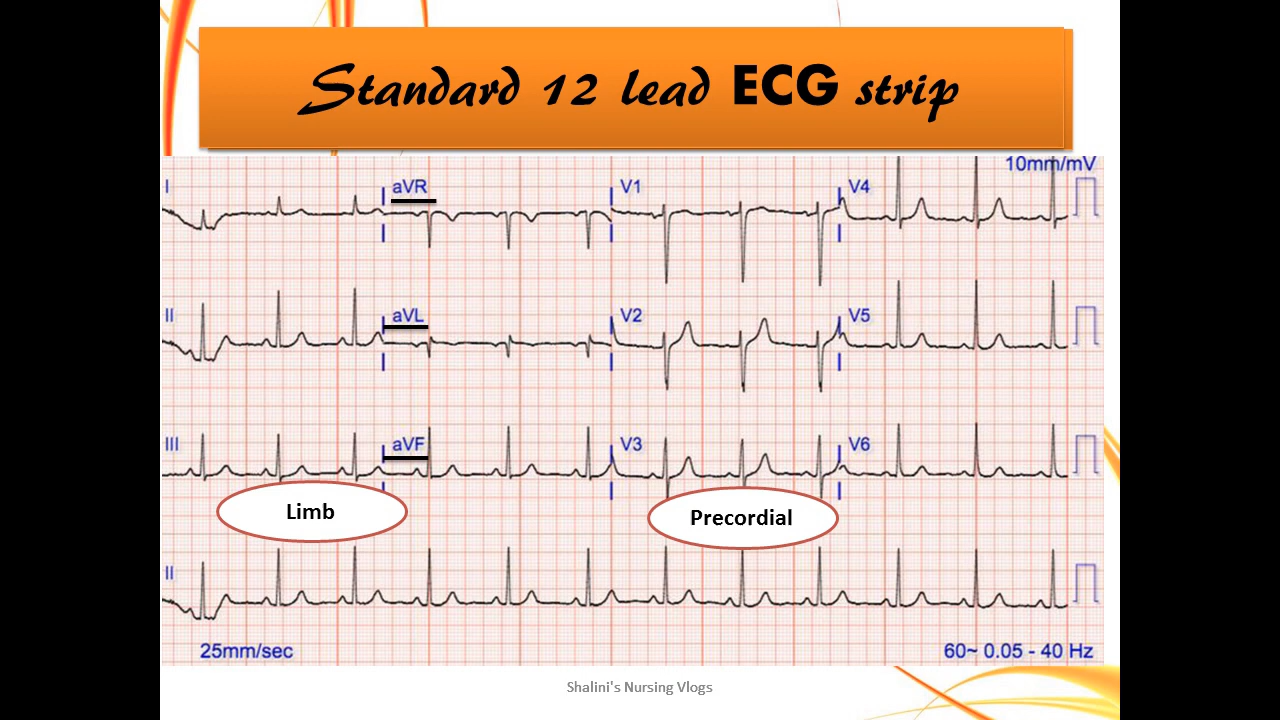 Standard 12 lead ECG strip
10mm/mV
I aVR V1 V4
II aVL V2 V5
III aVF V3 V6
Limb Precordial
II
25mm/sec 60~ 0.05 - 40 Hz
Shalini's Nursing Vlogs